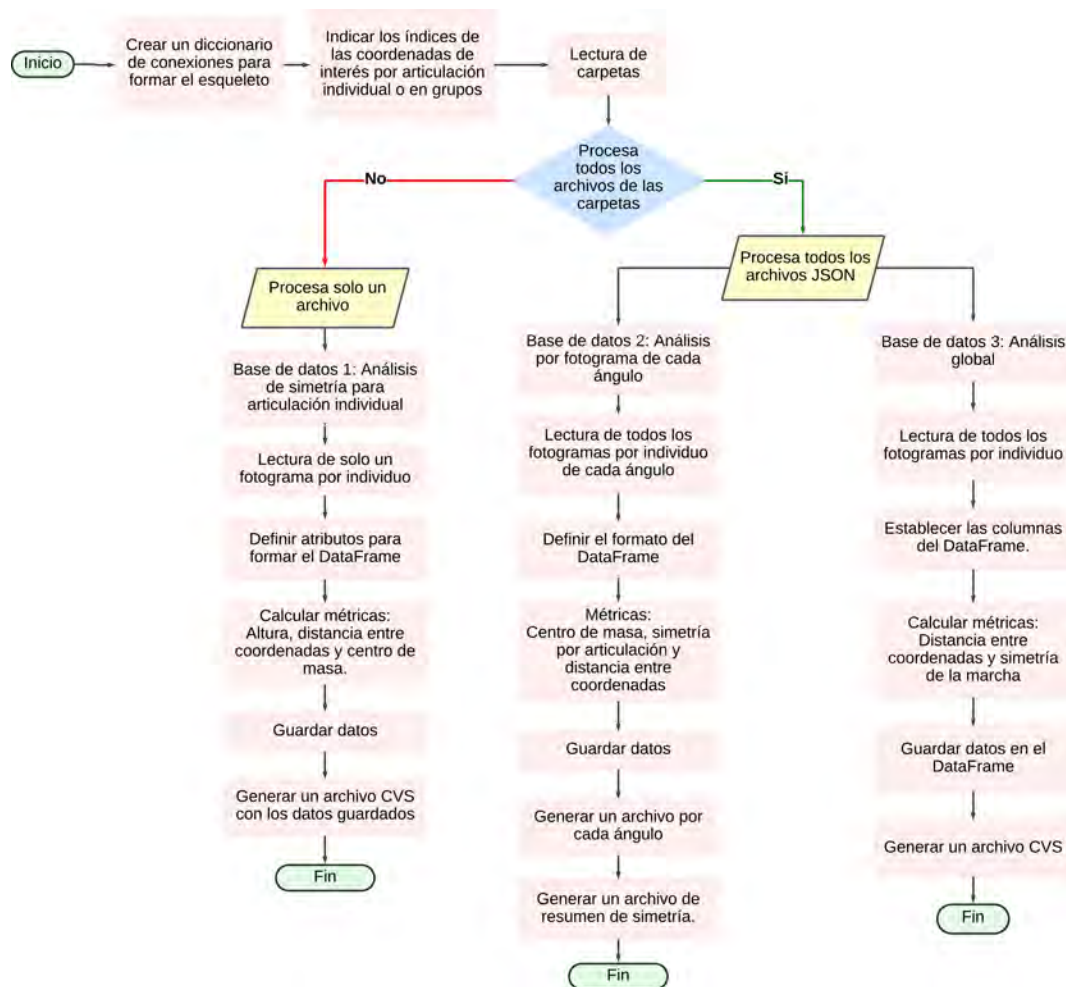 Inicio
Crear un diccionario
de conexiones para
formar el esqueleto
Indicar los índices de
las coordenadas de
interés por articulación
individual o en grupos
Lectura de
carpetas
Procesa
todos los
archivos de las
carpetas
No
Sí
Procesa solo un
archivo
Procesa todos los
archivos JSON
Base de datos 1: Análisis
de simetría para
articulación individual
Lectura de solo un
fotograma por individuo
Definir atributos para
formar el DataFrame
Calcular métricas:
Altura, distancia entre
coordenadas y centro de
masa.
Guardar datos
Generar un archivo CVS
con los datos guardados
Fin
Base de datos 2: Análisis
por fotograma de cada
ángulo
Lectura de todos los
fotogramas por individuo
de cada ángulo
Definir el formato del
DataFrame
Métricas:
Centro de masa, simetría
por articulación y
distancia entre
coordenadas
Guardar datos
Generar un archivo por
cada ángulo
Generar un archivo de
resumen de simetría.
Fin
Base de datos 3: Análisis
global
Lectura de todos los
fotogramas por individuo
Establecer las columnas
del DataFrame.
Calcular métricas:
Distancia entre
coordenadas y simetría
de la marcha
Guardar datos en el
DataFrame
Generar un archivo CVS
Fin